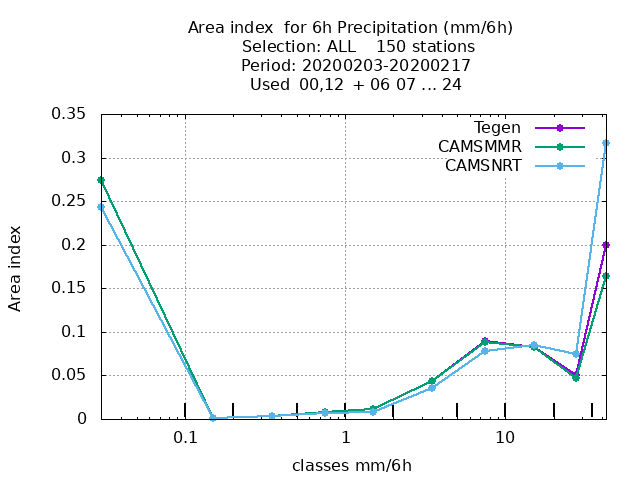 Area index  for 6h Precipitation (mm/6h)
Selection: ALL    150 stations
Period: 20200203-20200217
Used  00,12  + 06 07 ... 24
Tegen
CAMSMMR
CAMSNRT
0.35
0.3
0.25
0.2
0.15
0.1
0.05
0
Area index
0.1 1 10
classes mm/6h